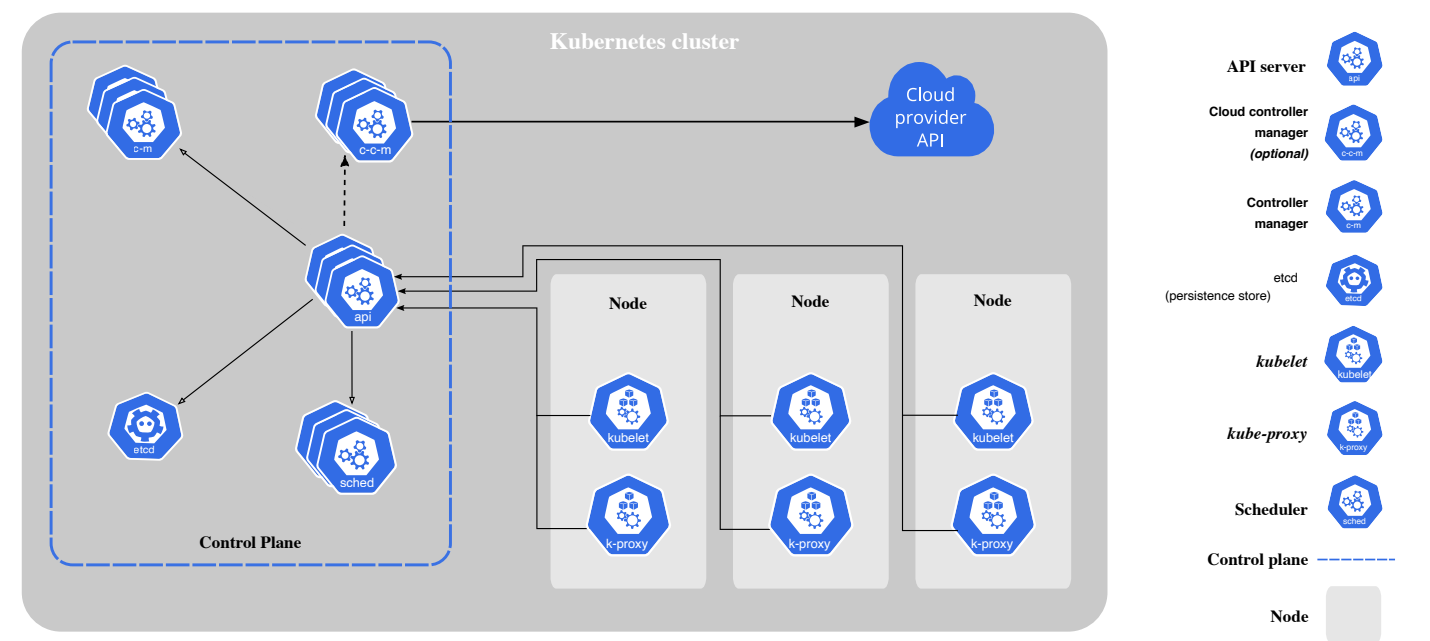 Kubernetes cluster
c-m
c-c-m
Cloud
provider
API
api
etcd
sched
Control Plane
Node
Node
Node
kubelet
kubelet
kubelet
k-proxy
k-proxy
k-proxy
API server
api
Cloud controller
manager
(optional)
c-c-m
Controller
manager
c-m
etcd
(persistence store)
etcd
kubelet
kubelet
kube-proxy
k-proxy
Scheduler
sched
Control plane
Node